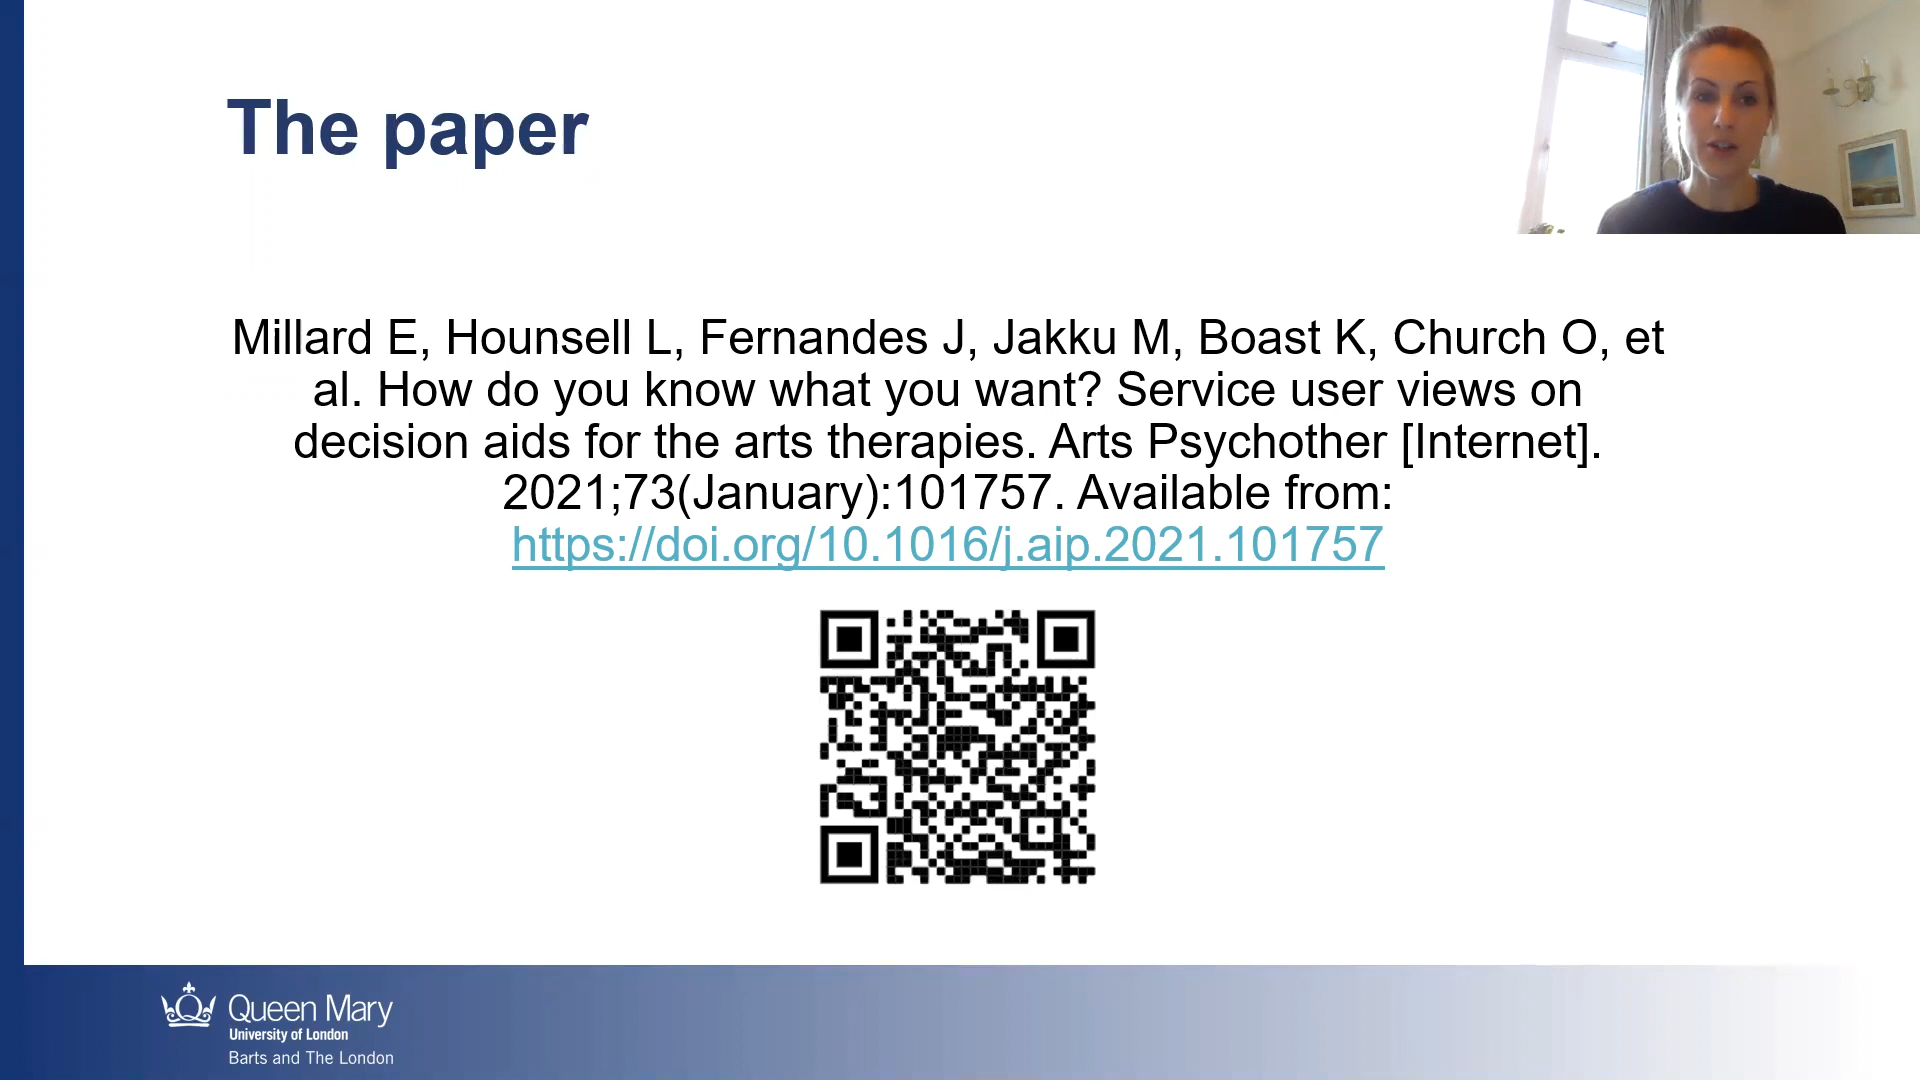 The paper
Millard E, Hounsell L, Fernandes J, Jakku M, Boast K, Church O, et
al. How do you know what you want? Service user views on
decision aids for the arts therapies. Arts Psychother [Internet].
2021;73(January):101757. Available from:
https://doi.org/10.1016/j.aip.2021.101757
Queen Mary
University of London
Barts and The London